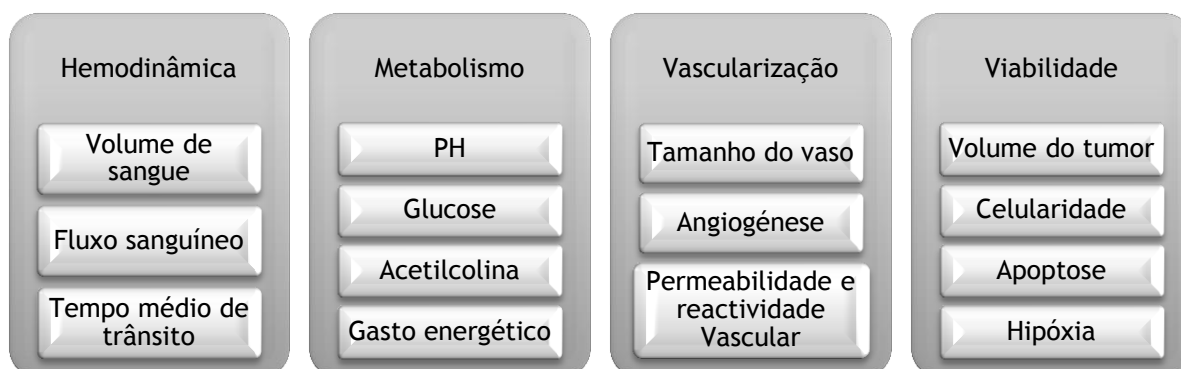 Hemodinâmica
Volume de
sangue
Fluxo sanguíneo
Tempo médio de
trânsito
Metabolismo
PH
Glucose
Acetilcolina
Gasto energético
Vascularização
Tamanho do vaso
Angiogénese
Permeabilidade e
reactividade
Vascular
Viabilidade
Volume do tumor
Celularidade
Apoptose
Hipóxia